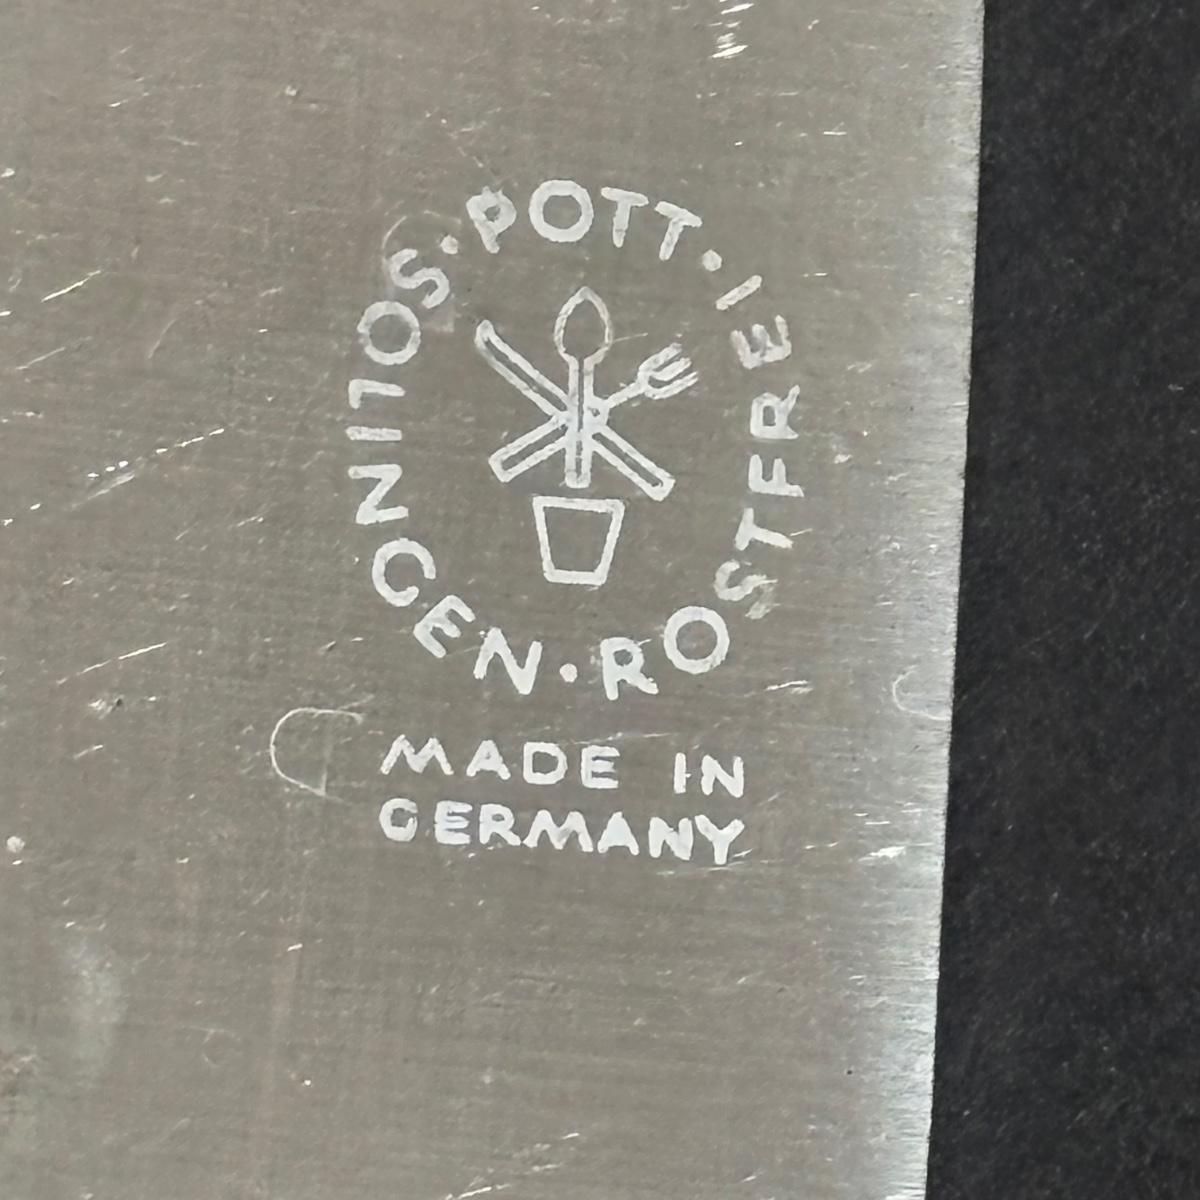 · POTT ·
SOLINGEN · ROSTFREI
MADE IN
GERMANY